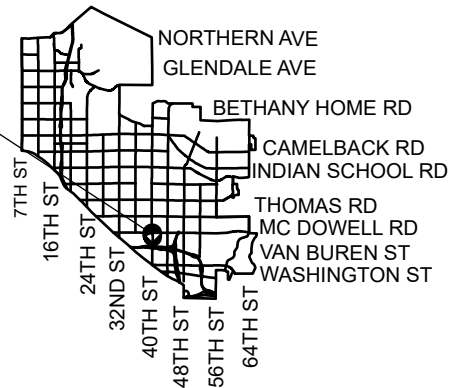 NORTHERN AVE
GLENDALE AVE
BETHANY HOME RD
CAMELBACK RD
INDIAN SCHOOL RD
THOMAS RD
MC DOWELL RD
VAN BUREN ST
WASHINGTON ST
7TH ST
16TH ST
24TH ST
32ND ST
40TH ST
48TH ST
56TH ST
64TH ST